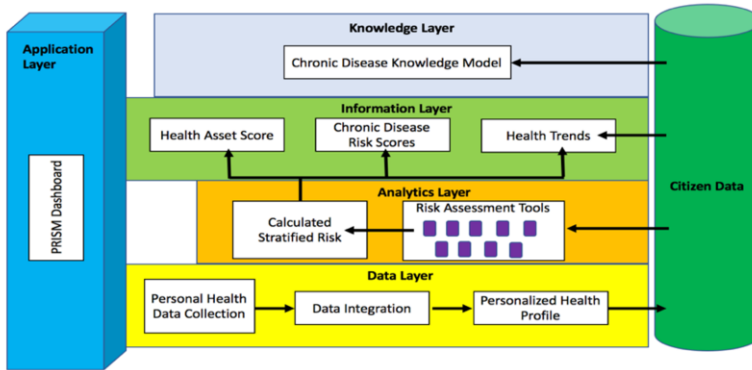 Application
Layer
PRISM Dashboard
Knowledge Layer
Chronic Disease Knowledge Model
Information Layer
Health Asset Score
Chronic Disease
Risk Scores
Health Trends
Analytics Layer
Calculated
Stratified Risk
Risk Assessment Tools
Data Layer
Personal Health
Data Collection
Data Integration
Personalized Health
Profile
Citizen Data